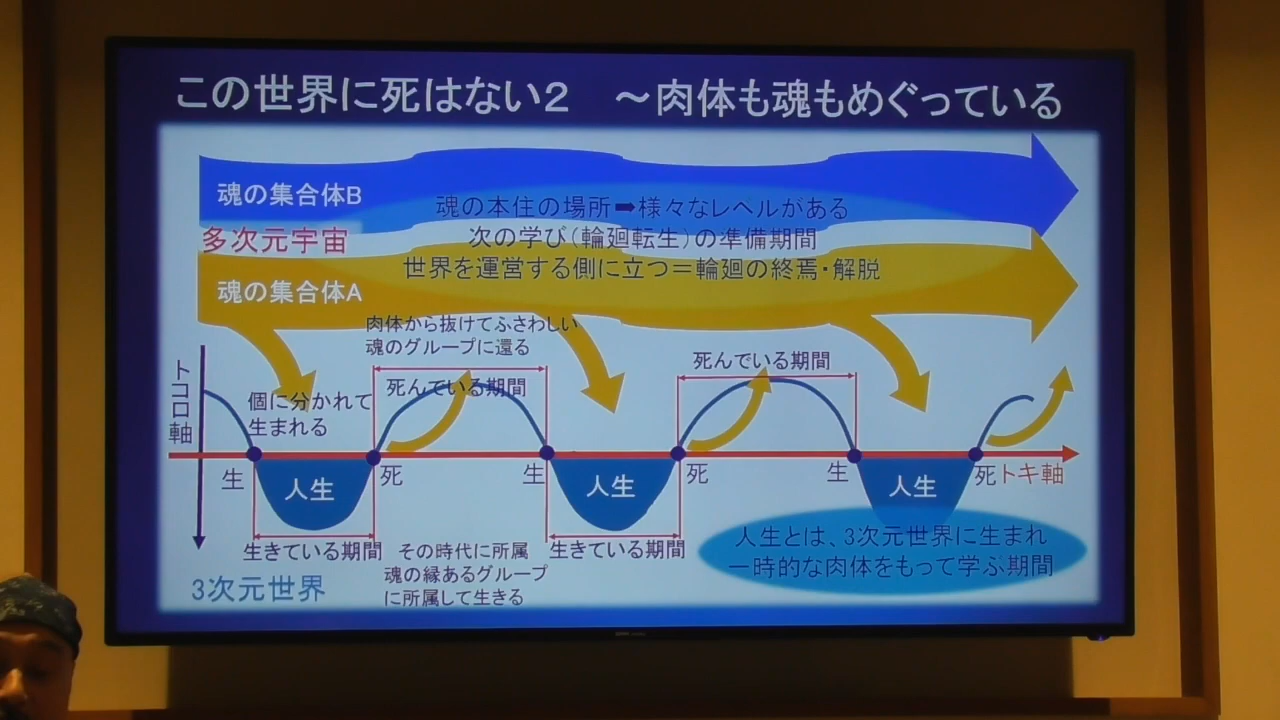 この世界に死はない2 ～肉体も魂もめぐっている
魂の集合体B
魂の本住の場所➡様々なレベルがある
多次元宇宙
次の学び(輪廻転生)の準備期間
世界を運営する側に立つ＝輪廻の終焉・解脱
魂の集合体A
肉体から抜けてふさわしい
魂のグループに還る
トコロ軸
個に分かれて
生まれる
死んでいる期間
死んでいる期間
生
人生
死
生
人生
死
生
人生
死
トキ軸
生きている期間
その時代に所属
魂の縁あるグループ
に所属して生きる
生きている期間
人生とは、3次元世界に生まれ
一時的な肉体をもって学ぶ期間
3次元世界